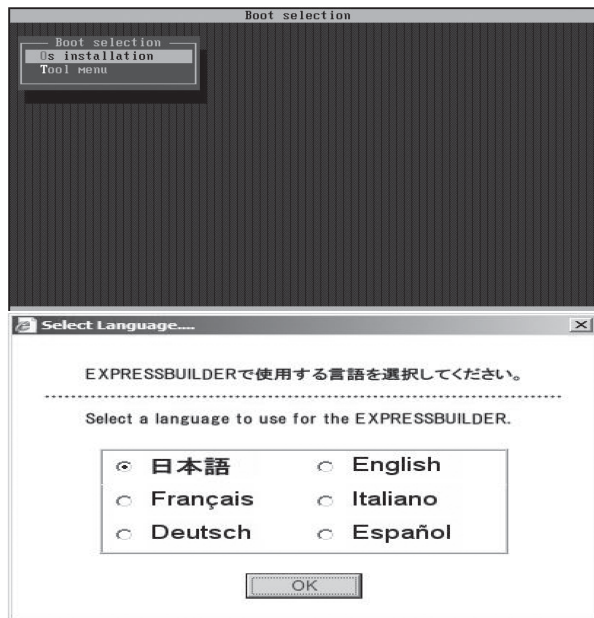 Boot selection
Boot selection
Os installation
Tool menu
Select Language....
EXPRESSBUILDERで使用する言語を選択してください。
Select a language to use for the EXPRESSBUILDER.
日本語 English
Français Italiano
Deutsch Español
OK